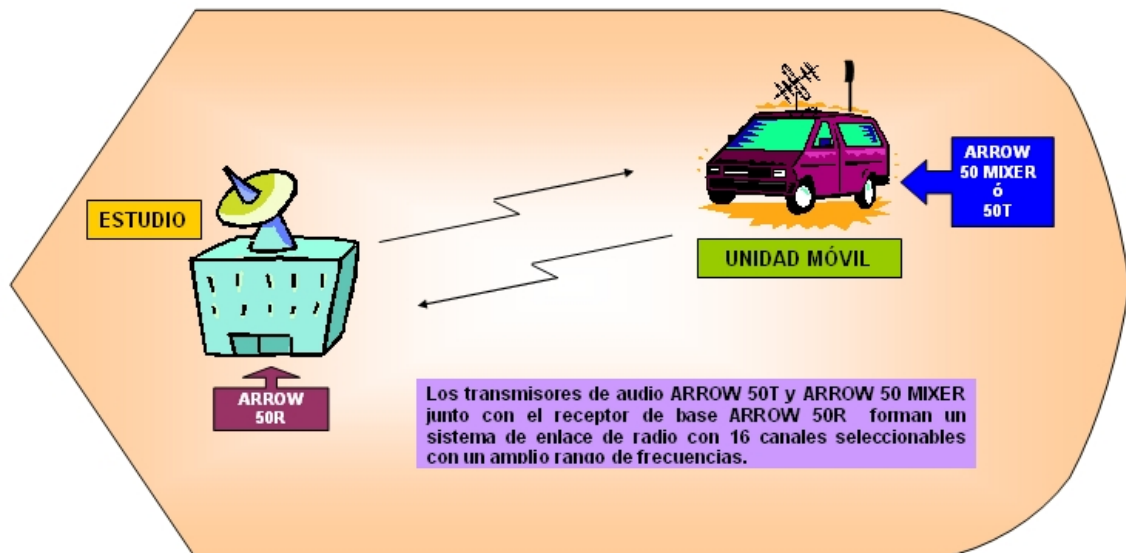 ESTUDIO
ARROW
50R
UNIDAD MÓVIL
ARROW
50 MIXER
ó
50T
Los transmisores de audio ARROW 50T y ARROW 50 MIXER
junto con el receptor de base ARROW 50R forman un
sistema de enlace de radio con 16 canales seleccionables
con un amplio rango de frecuencias.